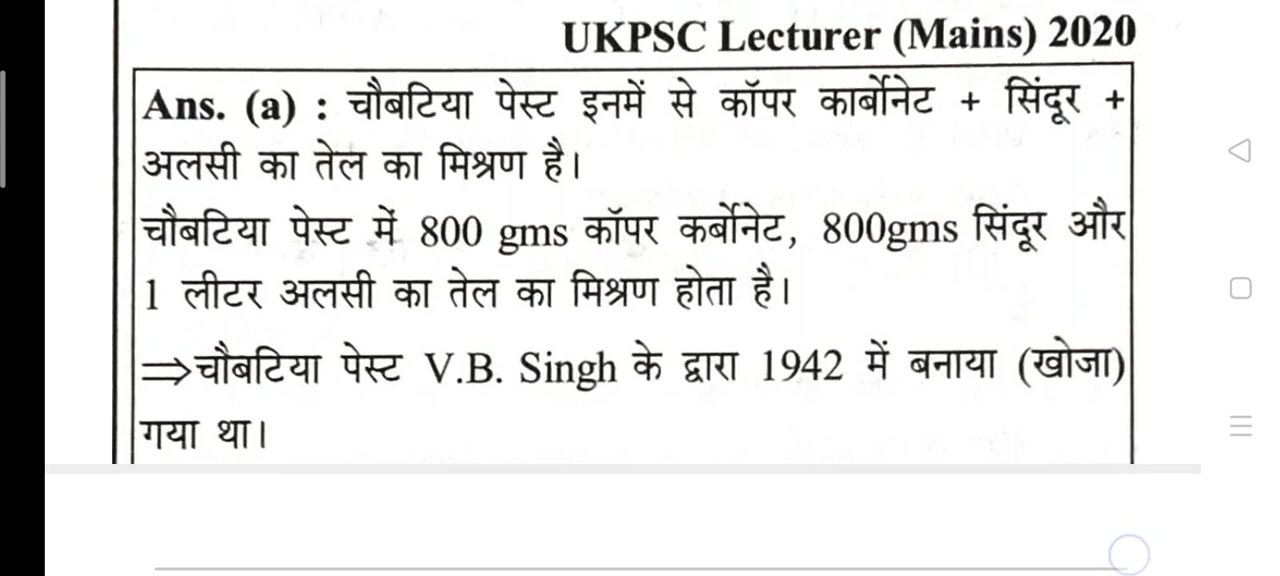 UKPSC Lecturer (Mains) 2020
Ans. (a) : चौबटिया पेस्ट इनमें से कॉपर कार्बोनेट + सिंदूर +
अलसी का तेल का मिश्रण है।
चौबटिया पेस्ट में 800 gms कॉपर कर्बोनेट, 800gms सिंदूर और
1 लीटर अलसी का तेल का मिश्रण होता है।
⇒चौबटिया पेस्ट V.B. Singh के द्वारा 1942 में बनाया (खोजा)
गया था।